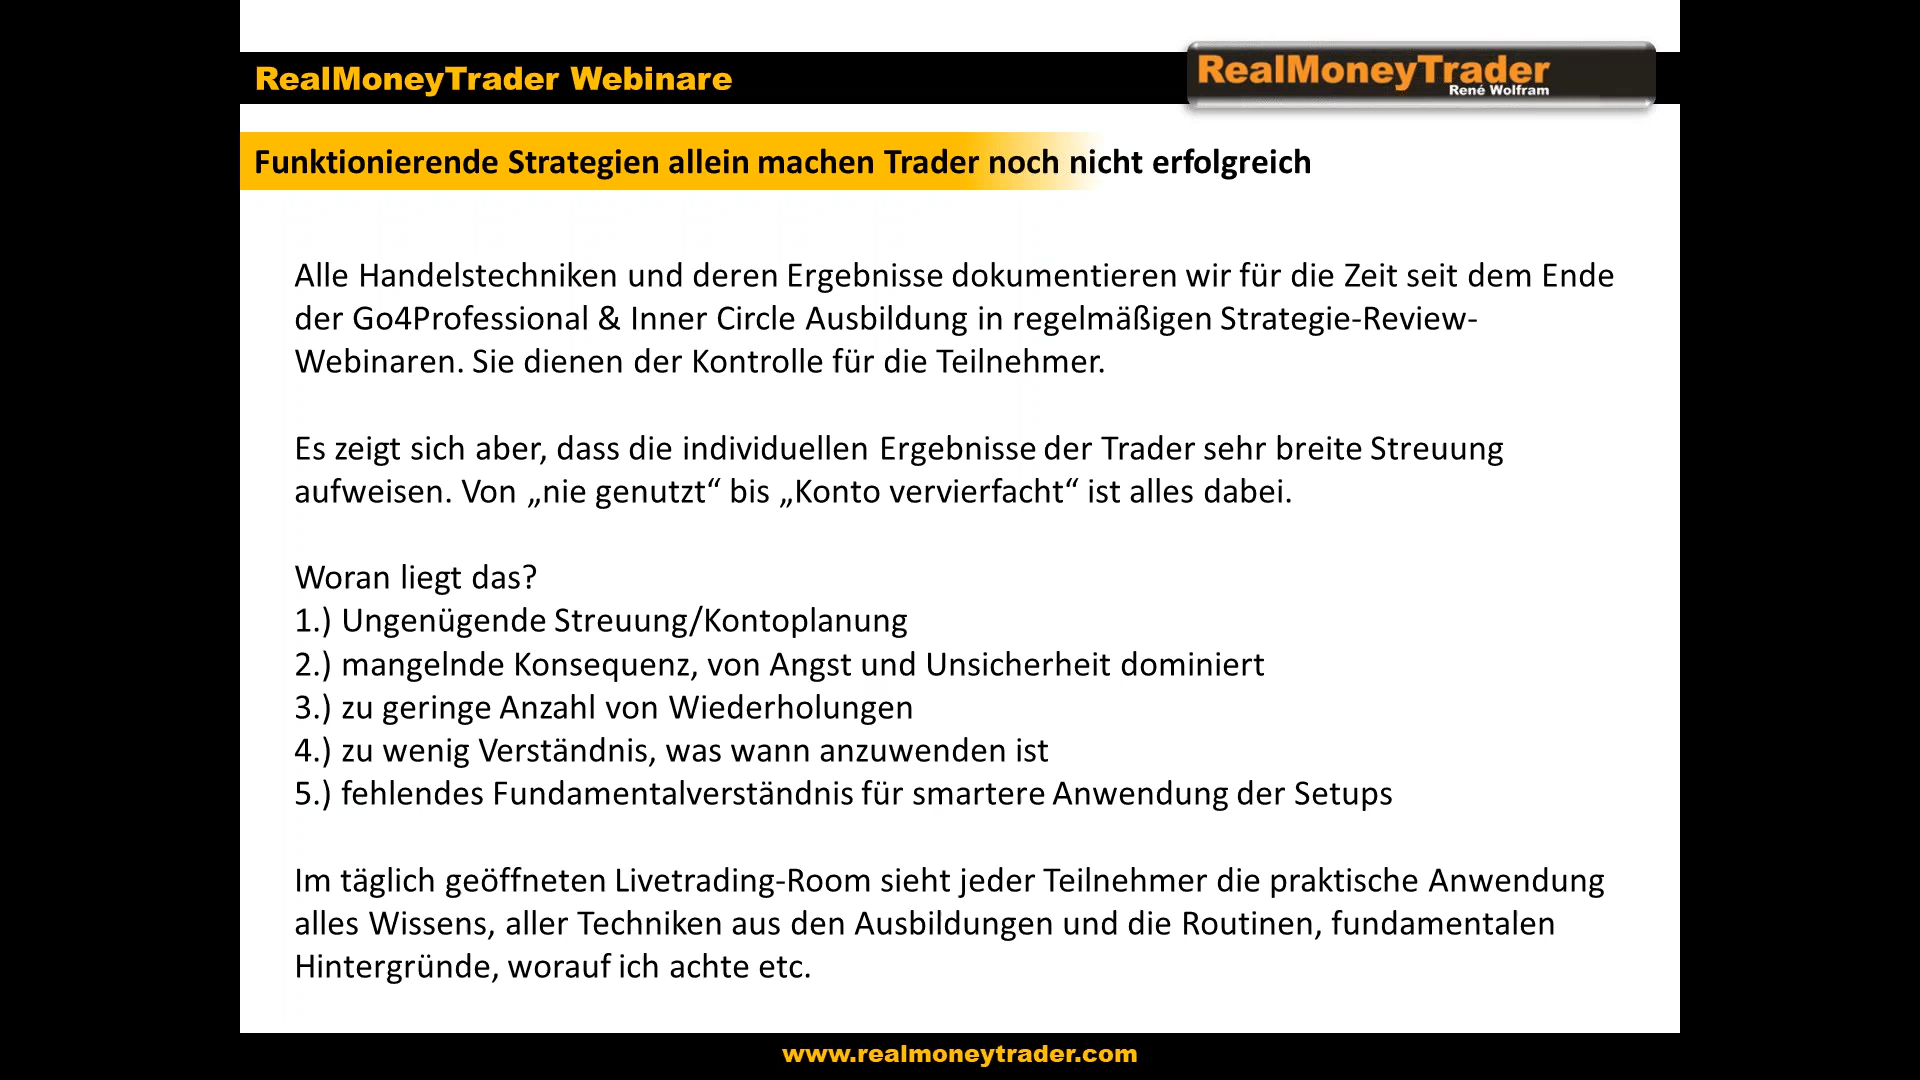 RealMoneyTrader Webinare
RealMoneyTrader
René Wolfram
Funktionierende Strategien allein machen Trader noch nicht erfolgreich
Alle Handelstechniken und deren Ergebnisse dokumentieren wir für die Zeit seit dem Ende
der Go4Professional & Inner Circle Ausbildung in regelmäßigen Strategie-Review-
Webinaren. Sie dienen der Kontrolle für die Teilnehmer.
Es zeigt sich aber, dass die individuellen Ergebnisse der Trader sehr breite Streuung
aufweisen. Von „nie genutzt“ bis „Konto vervierfacht“ ist alles dabei.
Woran liegt das?
1.) Ungenügende Streuung/Kontoplanung
2.) mangelnde Konsequenz, von Angst und Unsicherheit dominiert
3.) zu geringe Anzahl von Wiederholungen
4.) zu wenig Verständnis, was wann anzuwenden ist
5.) fehlendes Fundamentalverständnis für smartere Anwendung der Setups
Im täglich geöffneten Livetrading-Room sieht jeder Teilnehmer die praktische Anwendung
alles Wissens, aller Techniken aus den Ausbildungen und die Routinen, fundamentalen
Hintergründe, worauf ich achte etc.
www.realmoneytrader.com